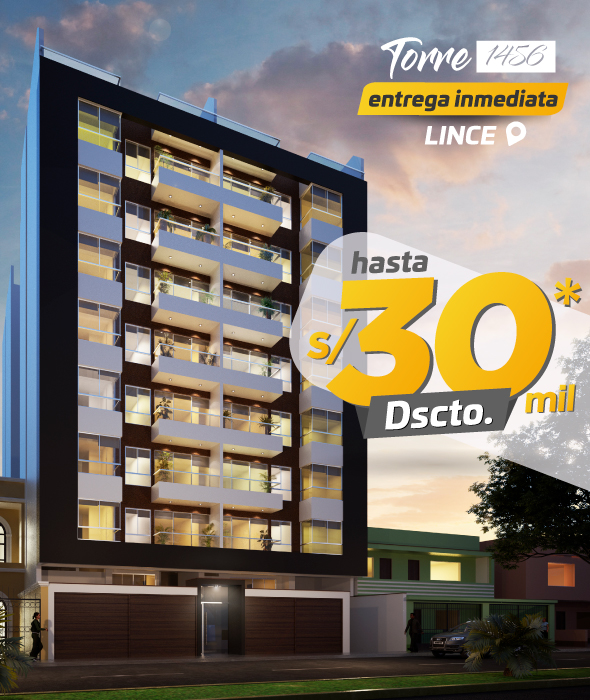 Torre 1456
entrega inmediata
LINCE
hasta
s/30* mil
Dscto.